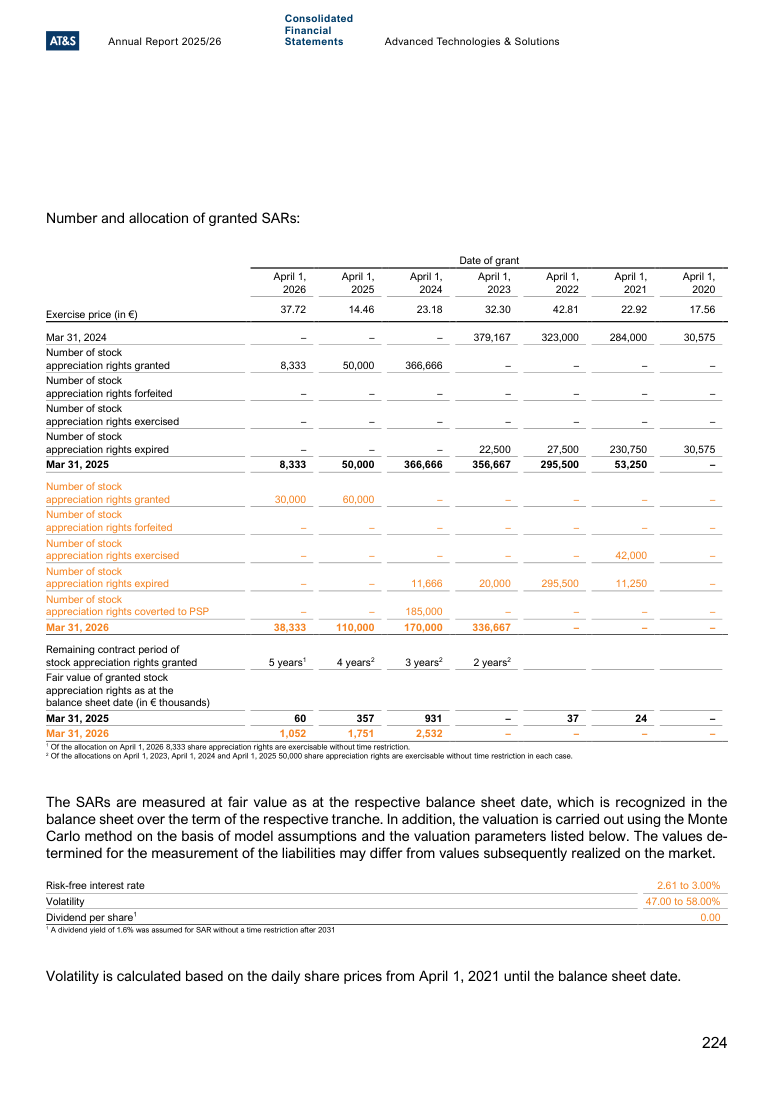 AT&S
Annual Report 2025/26
Consolidated
Financial
Statements
Advanced Technologies & Solutions
Number and allocation of granted SARs:
Date of grant
April 1, 2026 April 1, 2025 April 1, 2024 April 1, 2023 April 1, 2022 April 1, 2021 April 1, 2020
Exercise price (in €) 37.72 14.46 23.18 32.30 42.81 22.92 17.56
Mar 31, 2024 – – – 379,167 323,000 284,000 30,575
Number of stock
appreciation rights granted 8,333 50,000 366,666 – – – –
Number of stock
appreciation rights forfeited – – – – – – –
Number of stock
appreciation rights exercised – – – – – – –
Number of stock
appreciation rights expired – – – 22,500 27,500 230,750 30,575
Mar 31, 2025 8,333 50,000 366,666 356,667 295,500 53,250 –
Number of stock
appreciation rights granted 30,000 60,000 – – – – –
Number of stock
appreciation rights forfeited – – – – – – –
Number of stock
appreciation rights exercised – – – – – 42,000 –
Number of stock
appreciation rights expired – – 11,666 20,000 295,500 11,250 –
Number of stock
appreciation rights coverted to PSP – – 185,000 – – – –
Mar 31, 2026 38,333 110,000 170,000 336,667 – – –
Remaining contract period of
stock appreciation rights granted 5 years¹ 4 years² 3 years² 2 years²
Fair value of granted stock
appreciation rights as at the
balance sheet date (in € thousands)
Mar 31, 2025 60 357 931 – 37 24 –
Mar 31, 2026 1,052 1,751 2,532 – – – –
¹ Of the allocation on April 1, 2026 8,333 share appreciation rights are exercisable without time restriction.
² Of the allocations on April 1, 2023, April 1, 2024 and April 1, 2025 50,000 share appreciation rights are exercisable without time restriction in each case.
The SARs are measured at fair value as at the respective balance sheet date, which is recognized in the
balance sheet over the term of the respective tranche. In addition, the valuation is carried out using the Monte
Carlo method on the basis of model assumptions and the valuation parameters listed below. The values de-
termined for the measurement of the liabilities may differ from values subsequently realized on the market.
Risk-free interest rate 2.61 to 3.00%
Volatility 47.00 to 58.00%
Dividend per share¹ 0.00
¹ A dividend yield of 1.6% was assumed for SAR without a time restriction after 2031
Volatility is calculated based on the daily share prices from April 1, 2021 until the balance sheet date.
224